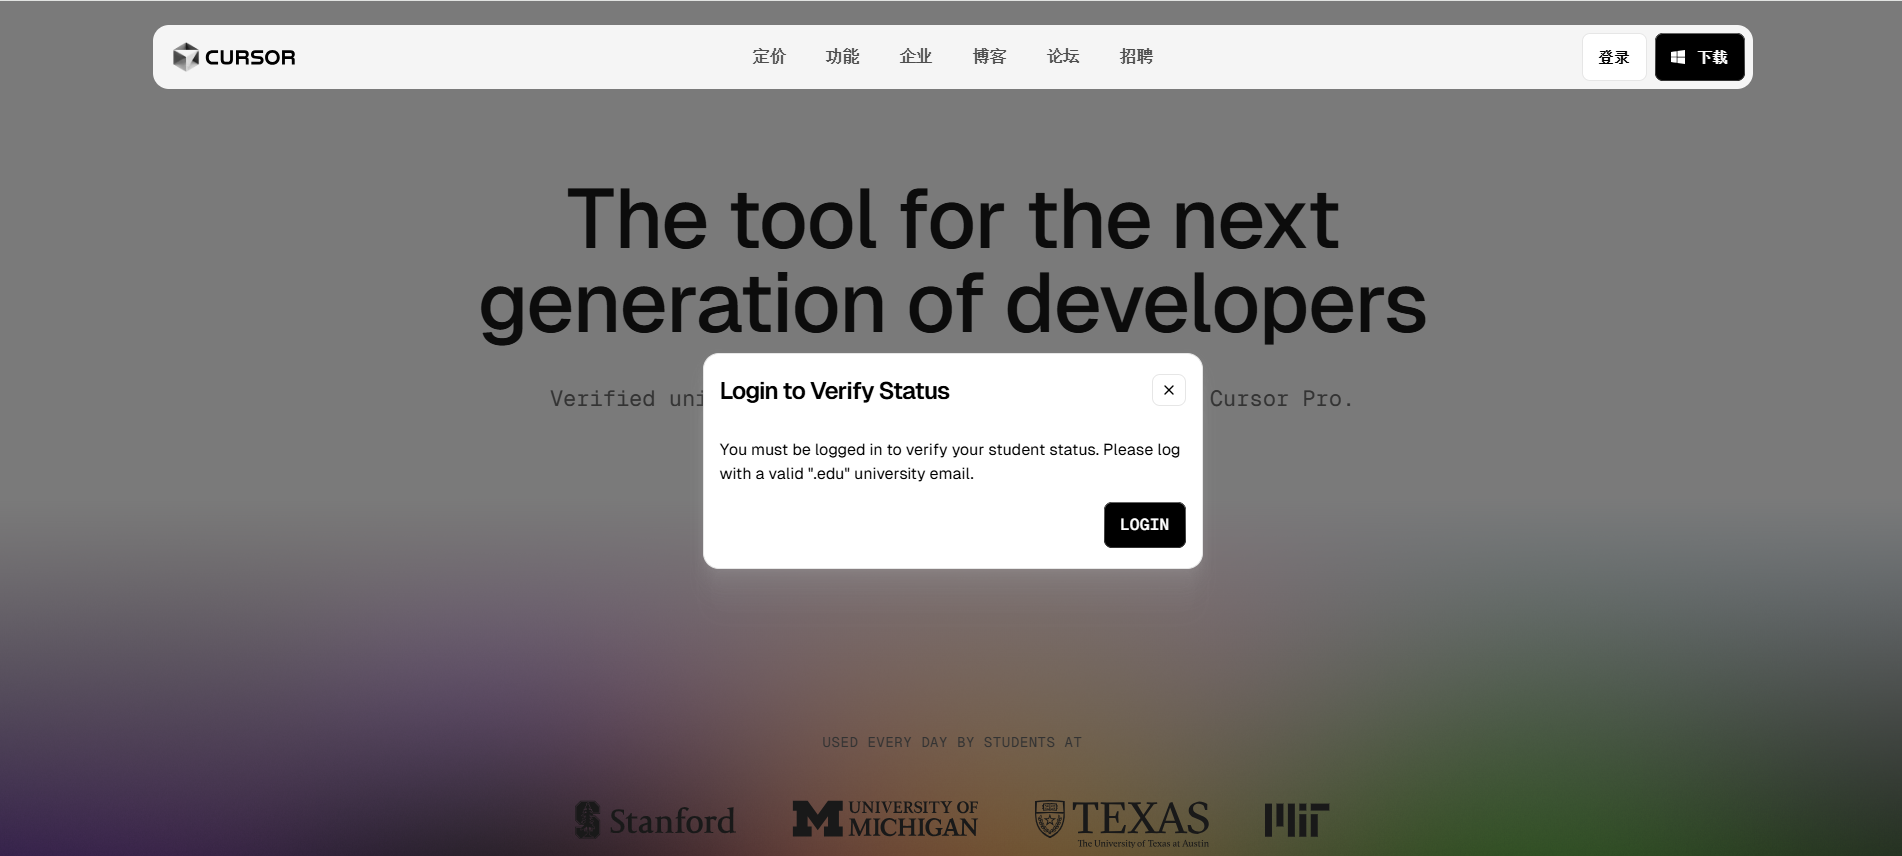 CURSOR
定价 功能 企业 博客 论坛 招聘
登录 下载
The tool for the next
generation of developers
Verified uni Cursor Pro.
Login to Verify Status
You must be logged in to verify your student status. Please log
with a valid ".edu" university email.
LOGIN
USED EVERY DAY BY STUDENTS AT
Stanford
UNIVERSITY OF
MICHIGAN
TEXAS
The University of Texas at Austin
MIT